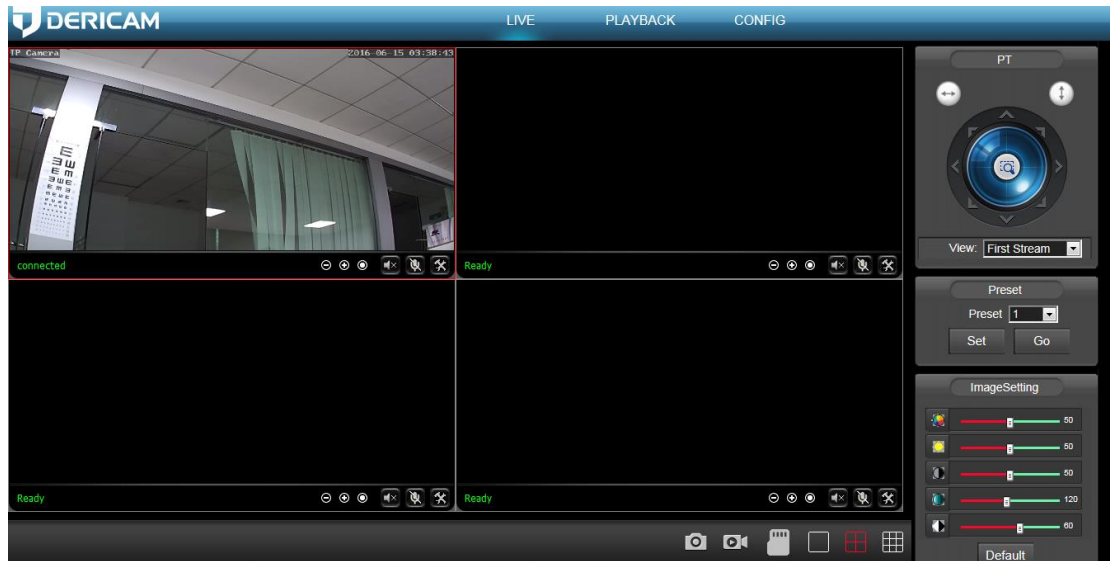 DERICAM
LIVE PLAYBACK CONFIG
IP Camera 2016-06-15 03:38:43
E
connected
Ready
Ready
Ready
PT
View: First Stream
Preset
Preset 1
Set Go
ImageSetting
50
50
50
120
60
Default